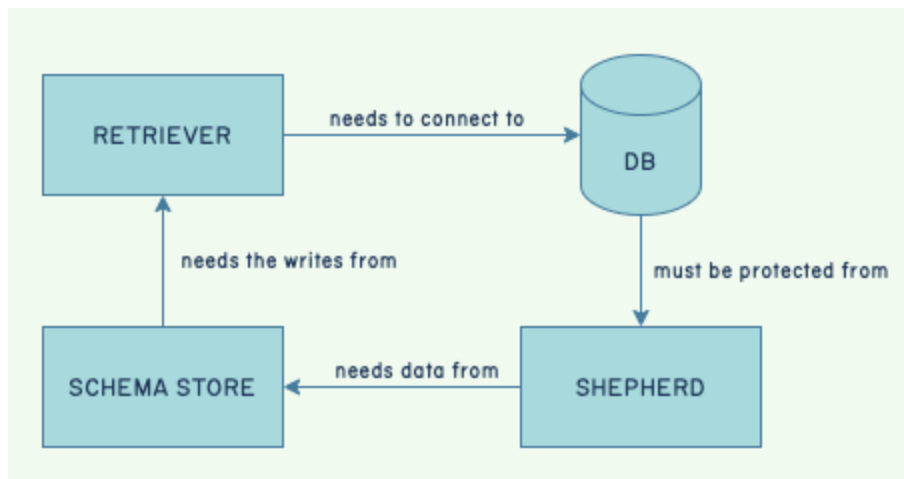 RETRIEVER
needs to connect to
DB
needs the writes from
must be protected from
SCHEMA STORE
needs data from
SHEPHERD